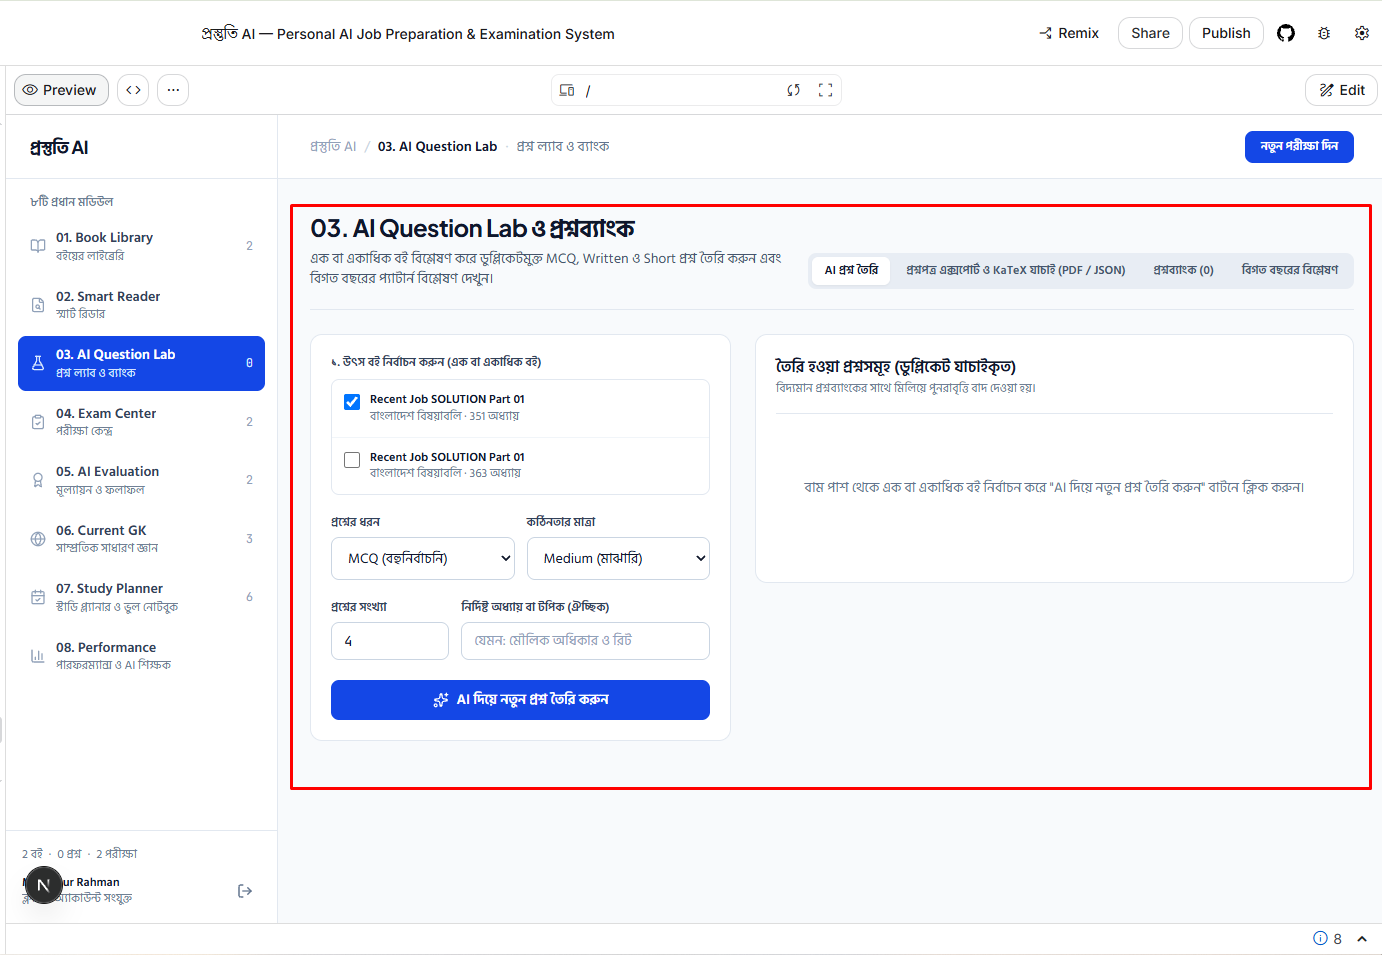 প্রস্তুতি AI — Personal AI Job Preparation & Examination System
Remix
Share
Publish
Preview
/
Edit
প্রস্তুতি AI
৮টি প্রধান মডিউল
01. Book Library
বইয়ের লাইব্রেরি
2
02. Smart Reader
স্মার্ট রিডার
03. AI Question Lab
প্রশ্ন ল্যাব ও ব্যাংক
0
04. Exam Center
পরীক্ষা কেন্দ্র
2
05. AI Evaluation
মূল্যায়ন ও ফলাফল
2
06. Current GK
সাম্প্রতিক সাধারণ জ্ঞান
3
07. Study Planner
স্টাডি প্ল্যানার ও ভুল নোটবুক
6
08. Performance
পারফরম্যান্স ও AI শিক্ষক
2 বই · 0 প্রশ্ন · 2 পরীক্ষা
N
ur Rahman
অ্যাকাউন্ট সংযুক্ত
প্রস্তুতি AI / 03. AI Question Lab · প্রশ্ন ল্যাব ও ব্যাংক
নতুন পরীক্ষা দিন
03. AI Question Lab ও প্রশ্নব্যাংক
এক বা একাধিক বই বিশ্লেষণ করে ডুপ্লিকেটমুক্ত MCQ, Written ও Short প্রশ্ন তৈরি করুন এবং
বিগত বছরের প্যাটার্ন বিশ্লেষণ দেখুন।
AI প্রশ্ন তৈরি
প্রশ্নপত্র এক্সপোর্ট ও KaTeX যাচাই (PDF / JSON)
প্রশ্নব্যাংক (0)
বিগত বছরের বিশ্লেষণ
১. উৎস বই নির্বাচন করুন (এক বা একাধিক বই)
Recent Job SOLUTION Part 01
বাংলাদেশ বিষয়াবলি · 351 অধ্যায়
Recent Job SOLUTION Part 01
বাংলাদেশ বিষয়াবলি · 363 অধ্যায়
প্রশ্নের ধরন
কঠিনতার মাত্রা
MCQ (বহুনির্বাচনি)
Medium (মাঝারি)
প্রশ্নের সংখ্যা
নির্দিষ্ট অধ্যায় বা টপিক (ঐচ্ছিক)
4
যেমন: মৌলিক অধিকার ও রিট
AI দিয়ে নতুন প্রশ্ন তৈরি করুন
তৈরি হওয়া প্রশ্নসমূহ (ডুপ্লিকেট যাচাইকৃত)
বিদ্যমান প্রশ্নব্যাংকের সাথে মিলিয়ে পুনরাবৃত্তি বাদ দেওয়া হয়।
বাম পাশ থেকে এক বা একাধিক বই নির্বাচন করে "AI দিয়ে নতুন প্রশ্ন তৈরি করুন" বাটনে ক্লিক করুন।
8